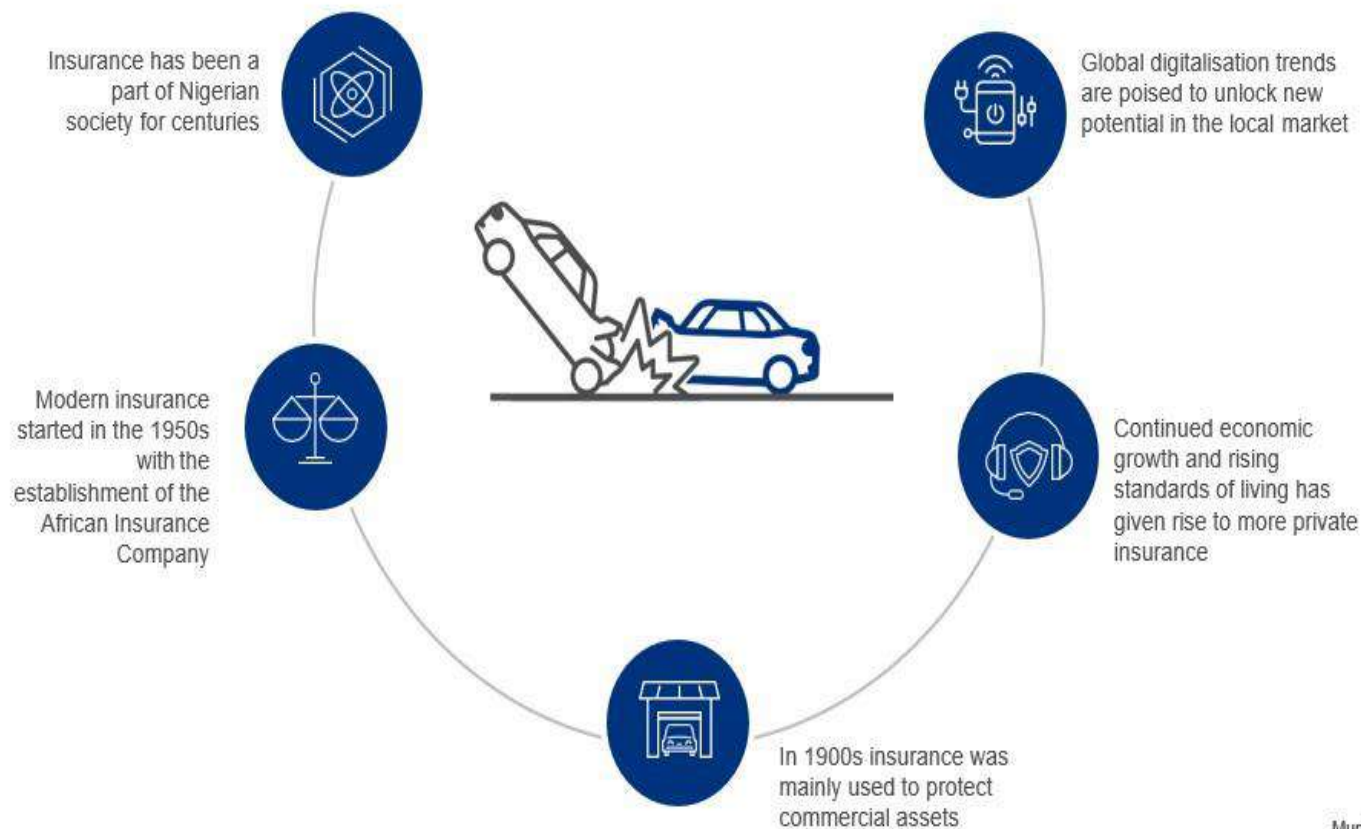 Insurance has been a
part of Nigerian
society for centuries
Modern insurance
started in the 1950s
with the
establishment of the
African Insurance
Company
In 1900s insurance was
mainly used to protect
commercial assets
Continued economic
growth and rising
standards of living has
given rise to more private
insurance
Global digitalisation trends
are poised to unlock new
potential in the local market